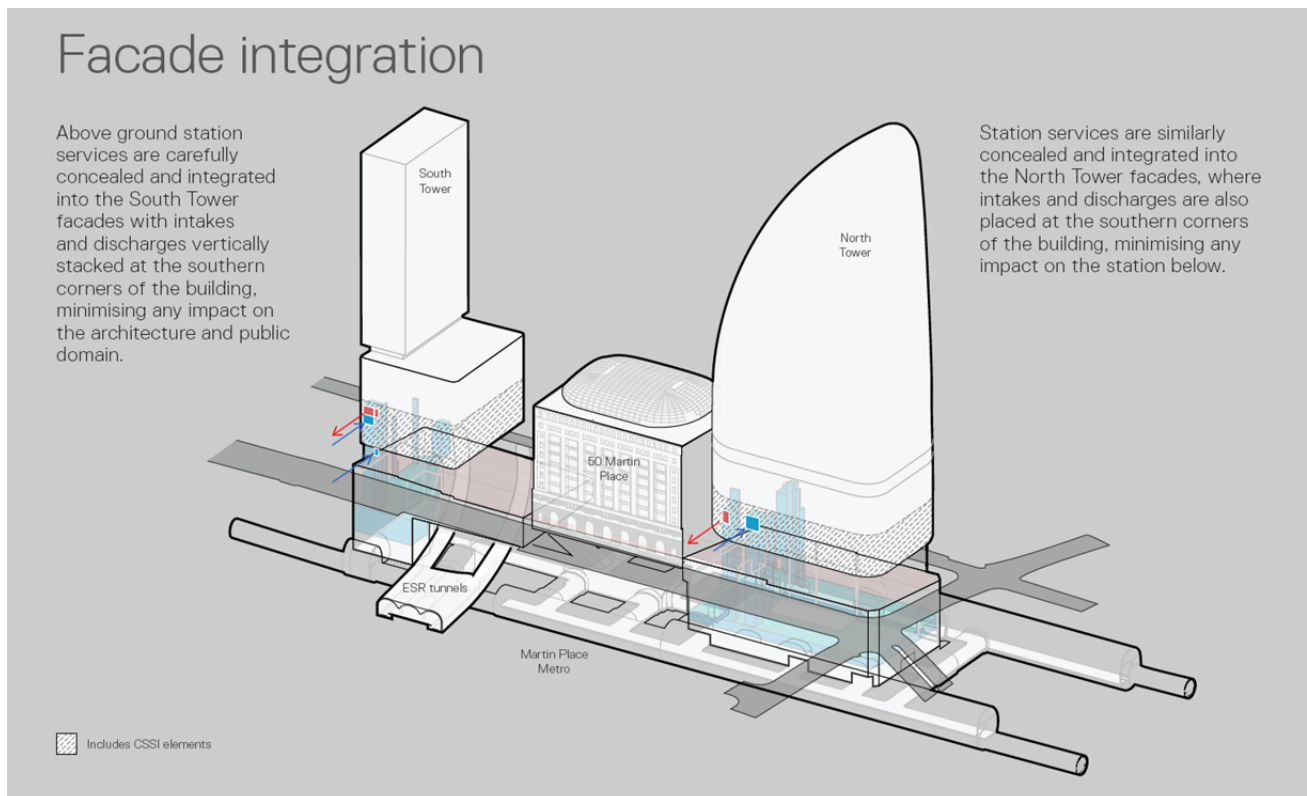 Facade integration
Above ground station
services are carefully
concealed and integrated
into the South Tower
facades with intakes
and discharges vertically
stacked at the southern
corners of the building,
minimising any impact on
the architecture and public
domain.
Station services are similarly
concealed and integrated into
the North Tower facades, where
intakes and discharges are also
placed at the southern corners
of the building, minimising any
impact on the station below.
South
Tower
North
Tower
50 Martin
Place
ESR tunnels
Martin Place
Metro
Includes CSSI elements